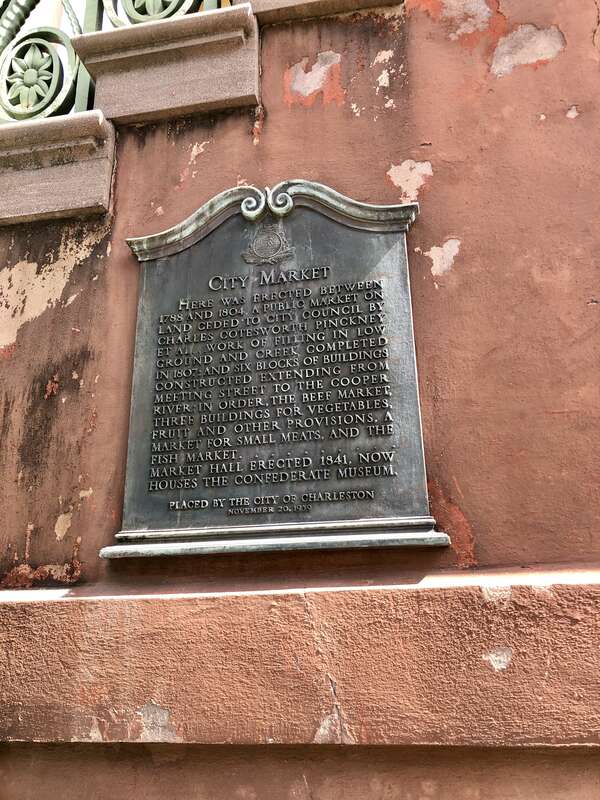 CITY MARKET
HERE WAS ERECTED BETWEEN
1788 AND 1804, A PUBLIC MARKET ON
LAND CEDED TO CITY COUNCIL BY
CHARLES COTESWORTH PINCKNEY
ET ALI. WORK OF FILLING IN LOW
GROUND AND CREEK COMPLETED
IN 1807: AND SIX BLOCKS OF BUILDINGS
CONSTRUCTED EXTENDING FROM
MEETING STREET TO THE COOPER
RIVER: IN ORDER, THE BEEF MARKET,
THREE BUILDINGS FOR VEGETABLES,
FRUIT AND OTHER PROVISIONS, A
MARKET FOR SMALL MEATS, AND THE
FISH MARKET.
MARKET HALL ERECTED 1841, NOW
HOUSES THE CONFEDERATE MUSEUM.
PLACED BY THE CITY OF CHARLESTON
NOVEMBER 20, 1939